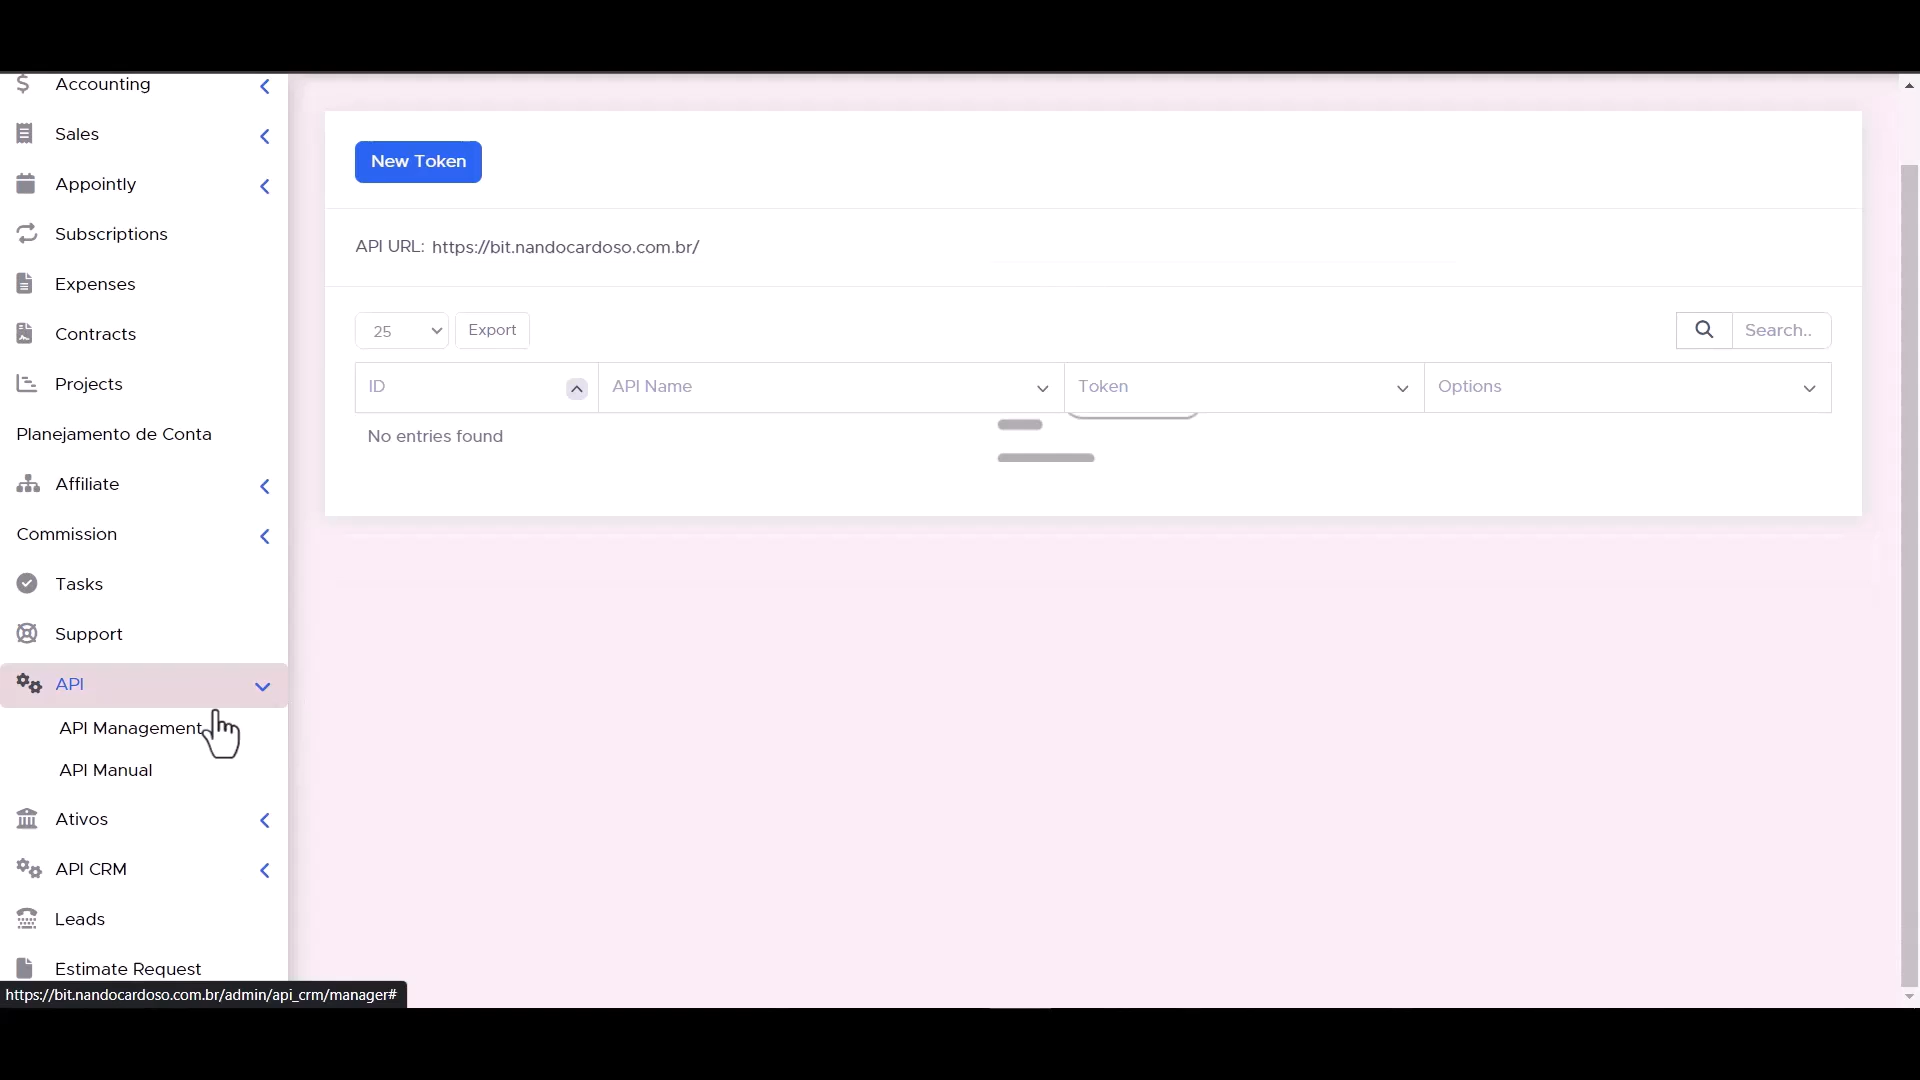 Accounting
Sales
Appointly
Subscriptions
Expenses
Contracts
Projects
Planejamento de Conta
Affiliate
Commission
Tasks
Support
API
API Management
API Manual
Ativos
API CRM
Leads
Estimate Request
https://bit.nandocardoso.com.br/admin/api_crm/manager#
New Token
API URL: https://bit.nandocardoso.com.br/
25 Export Search..
ID API Name Token Options
No entries found